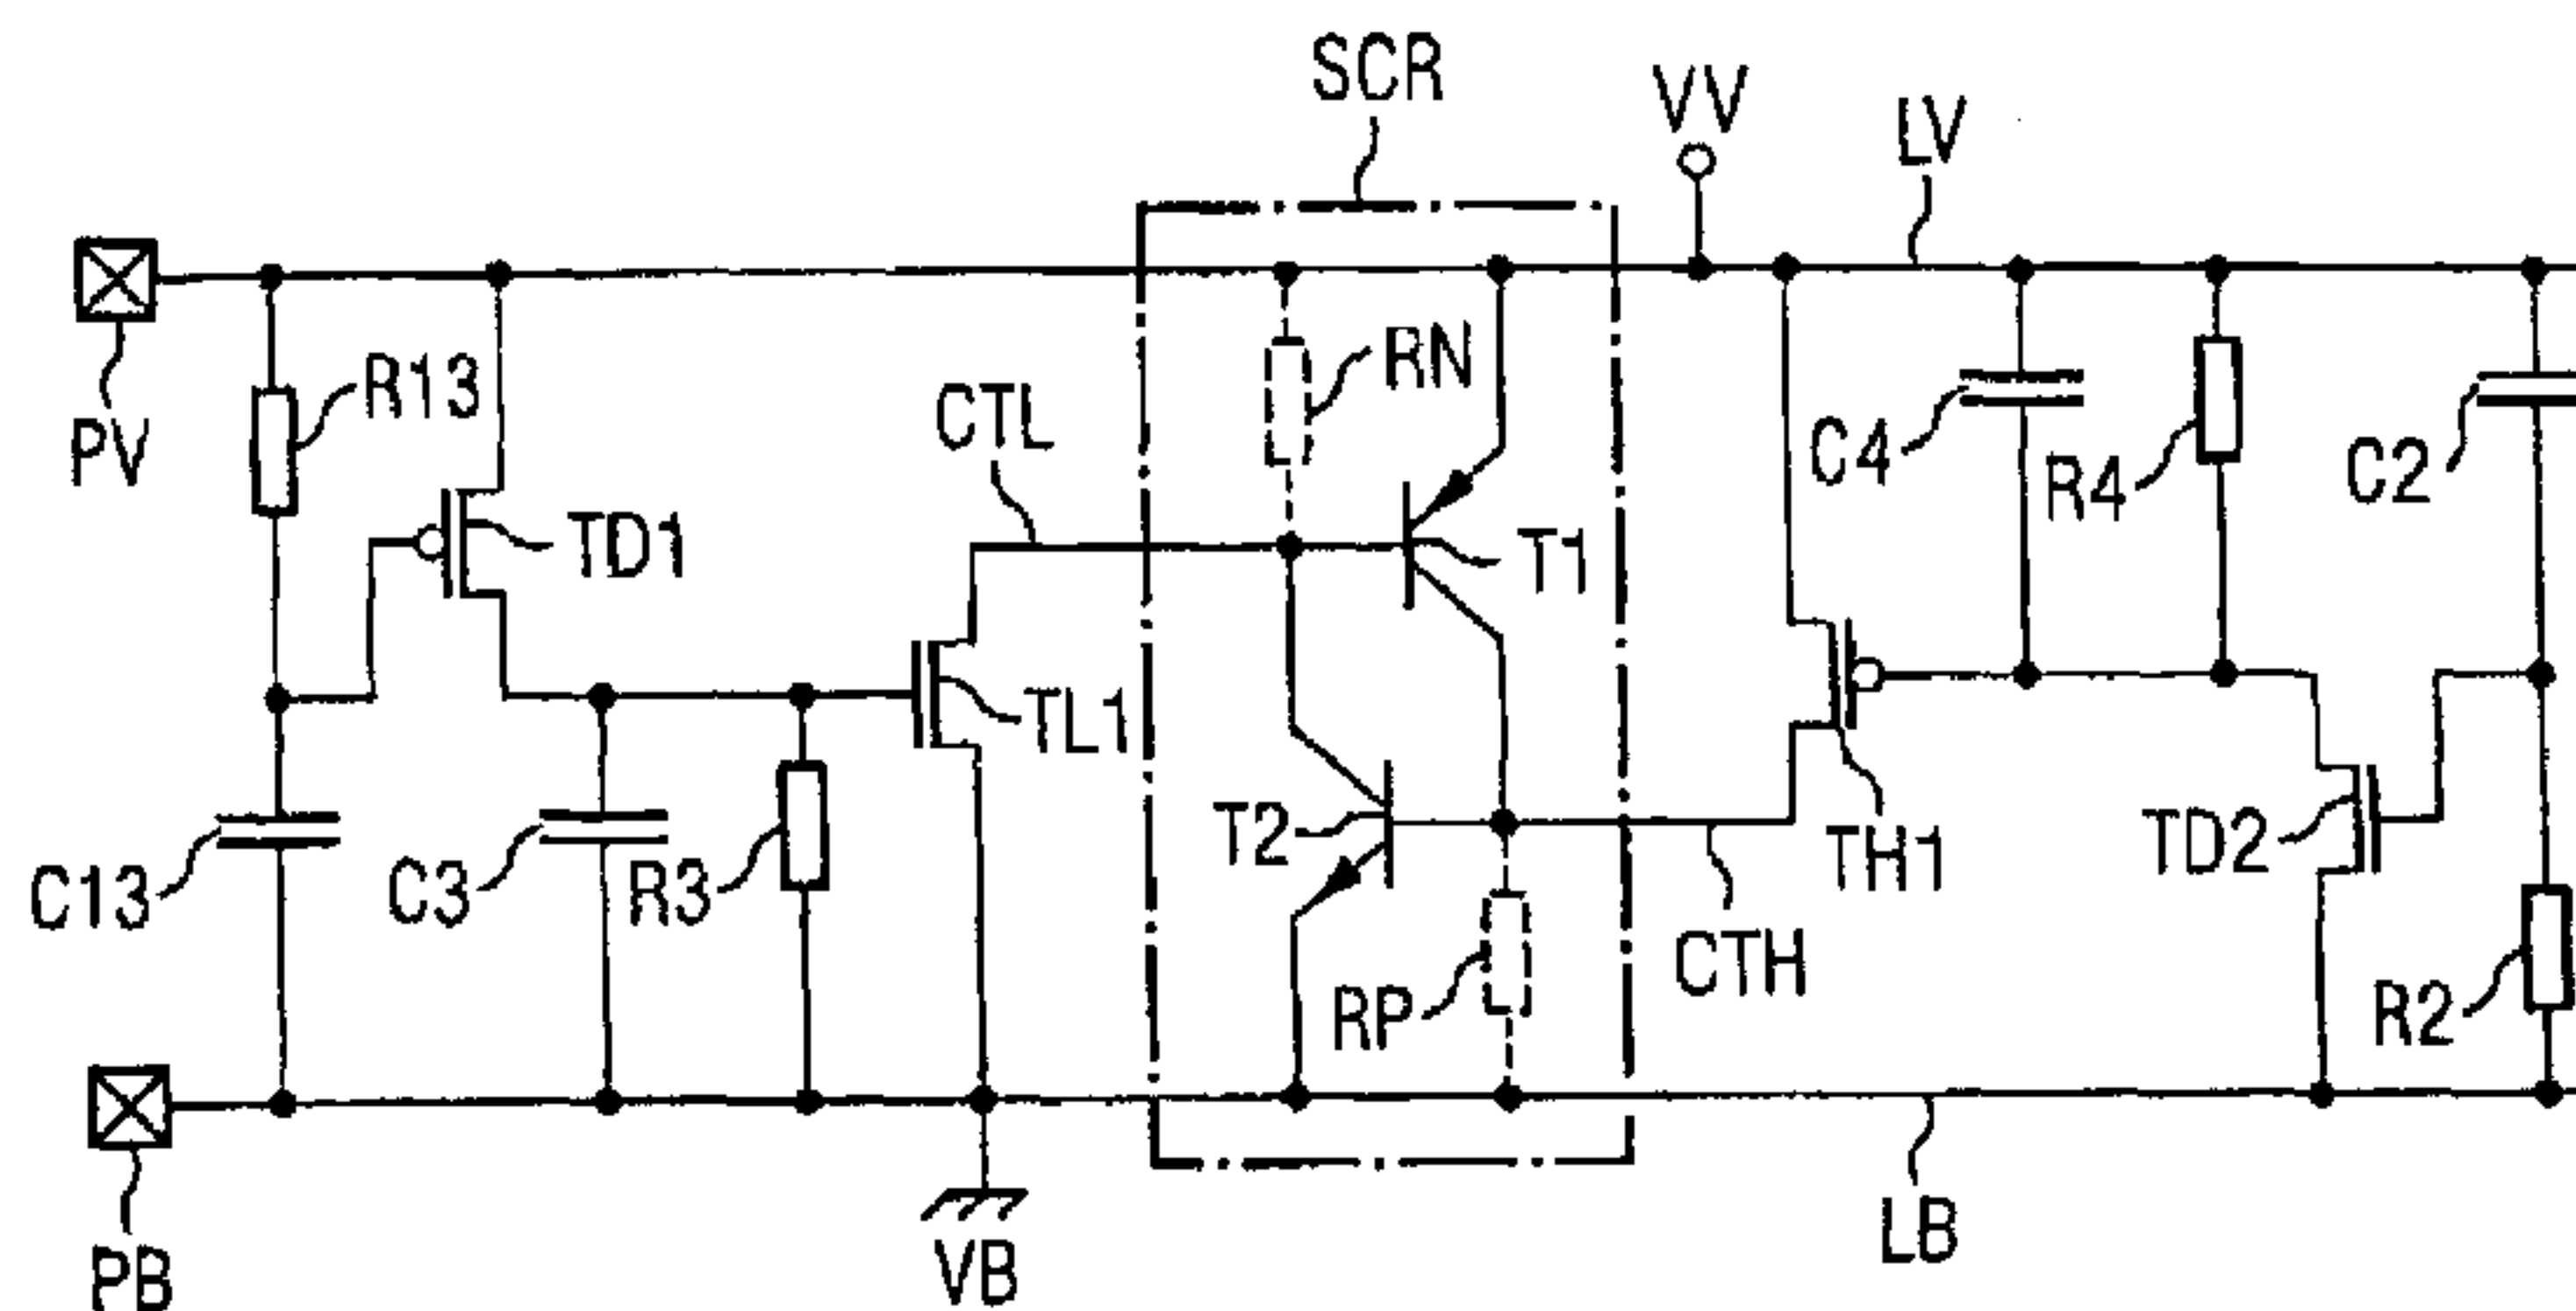 SCR
VV
LV
PV
R13
CTL
RN
C4
R4
C2
TD1
T1
TL1
C13
C3
R3
T2
RP
CTH
TH1
TD2
R2
PB
VB
LB